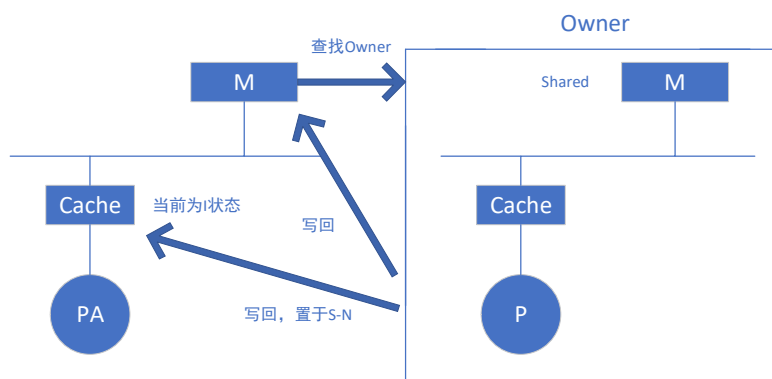 Owner
查找Owner
M
Shared
M
Cache
当前为I状态
Cache
写回
PA
写回，置于S-N
P